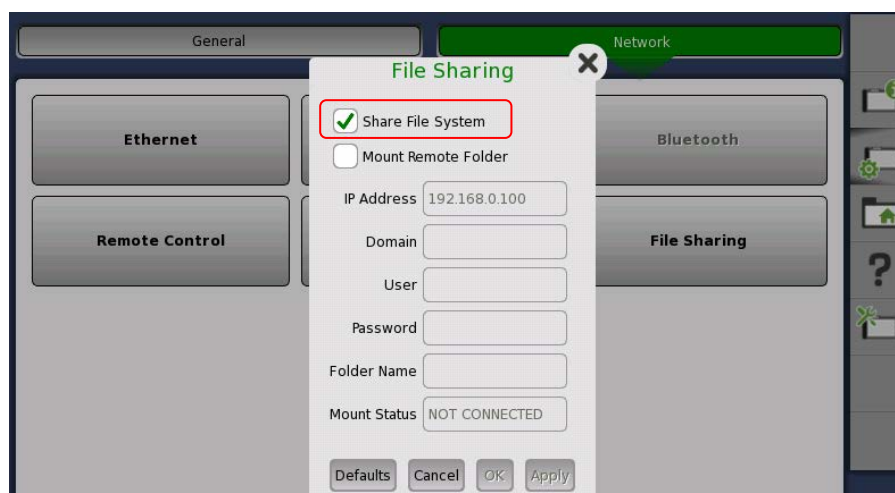 General
Network
File Sharing
Share File System
Mount Remote Folder
IP Address 192.168.0.100
Domain
User
Password
Folder Name
Mount Status NOT CONNECTED
Defaults Cancel OK Apply
Ethernet
Bluetooth
Remote Control
File Sharing
?